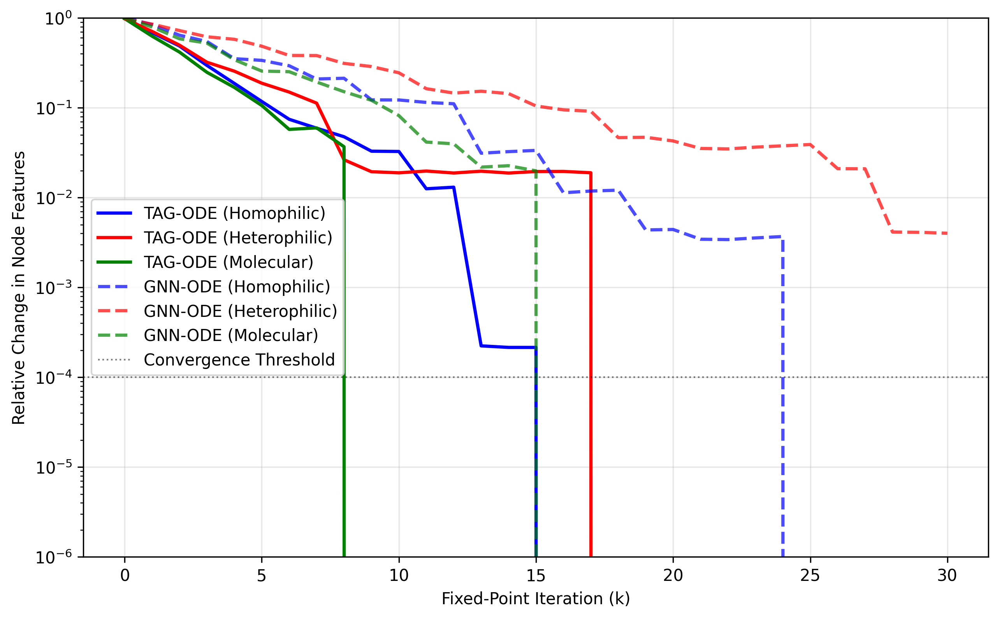 Relative Change in Node Features
10⁰
10⁻¹
10⁻²
10⁻³
10⁻⁴
10⁻⁵
10⁻⁶
TAG-ODE (Homophilic)
TAG-ODE (Heterophilic)
TAG-ODE (Molecular)
GNN-ODE (Homophilic)
GNN-ODE (Heterophilic)
GNN-ODE (Molecular)
Convergence Threshold
0 5 10 15 20 25 30
Fixed-Point Iteration (k)